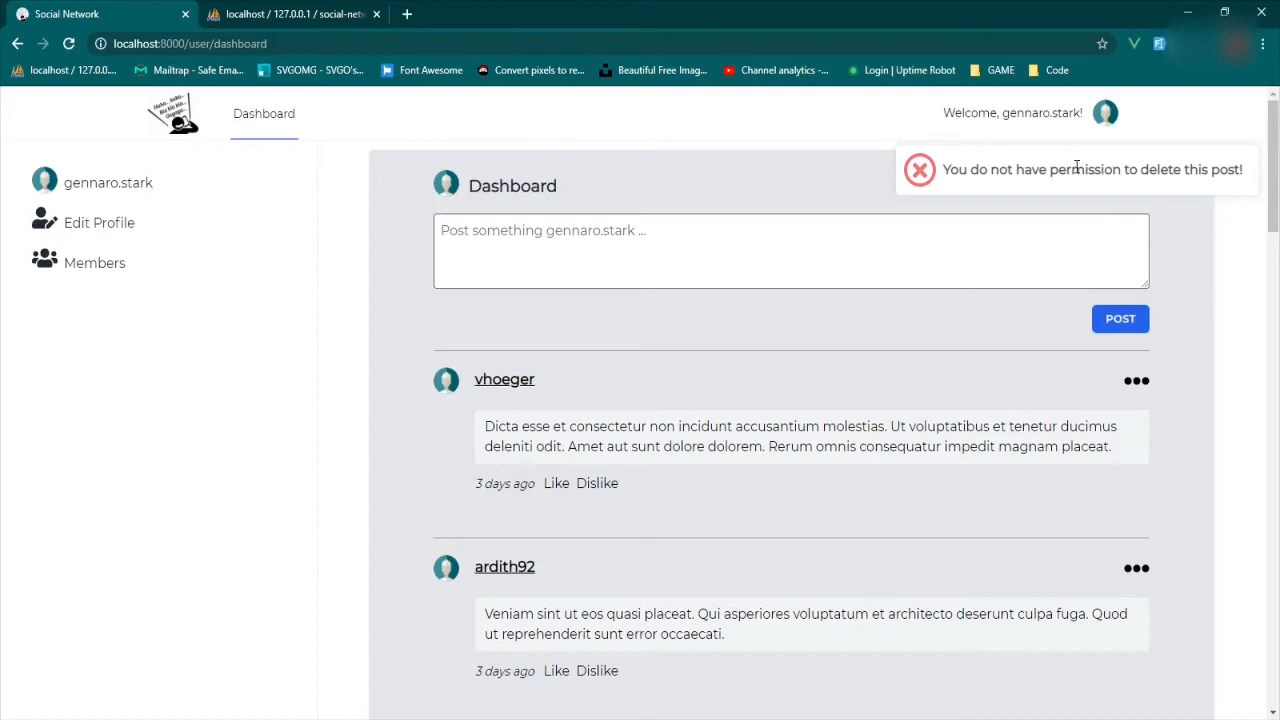 Social Network
localhost / 127.0.0.1 / social-netw
localhost:8000/user/dashboard
localhost / 127.0.0....
Mailtrap - Safe Ema...
SVGOMG - SVGO's...
Font Awesome
Convert pixels to re...
Beautiful Free Imag...
Channel analytics -...
Login | Uptime Robot
GAME
Code
Dashboard
Welcome, gennaro.stark!
You do not have permission to delete this post!
gennaro.stark
Edit Profile
Members
Dashboard
Post something gennaro.stark ...
POST
vhoeger
Dicta esse et consectetur non incidunt accusantium molestias. Ut voluptatibus et tenetur ducimus
deleniti odit. Amet aut sunt dolore dolorem. Rerum omnis consequatur impedit magnam placeat.
3 days ago Like Dislike
ardith92
Veniam sint ut eos quasi placeat. Qui asperiores voluptatum et architecto deserunt culpa fuga. Quod
ut reprehenderit sunt error occaecati.
3 days ago Like Dislike